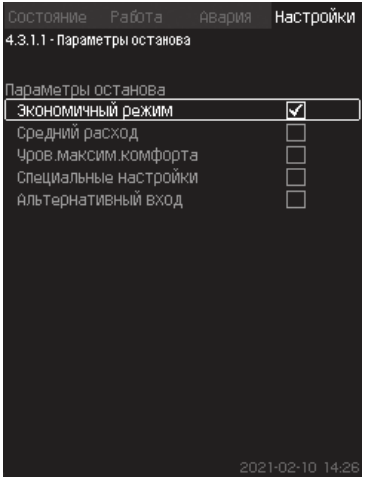 Состояние Работа Авария Настройки
4.3.1.1 - Параметры останова
Параметры останова
Экономичный режим
Средний расход
Уров.максим.комфорта
Специальные настройки
Альтернативный вход
2021-02-10 14:26